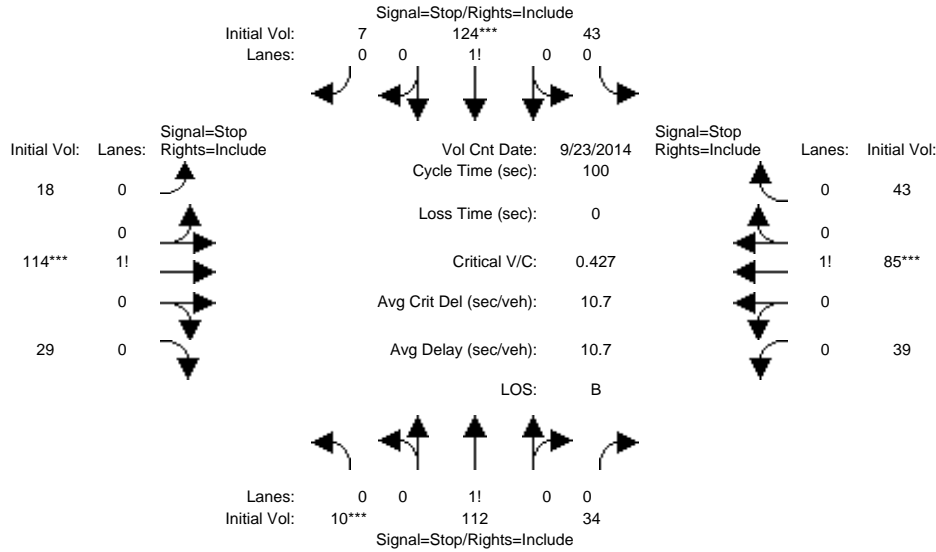 Signal=Stop/Rights=Include
Initial Vol: 7 124*** 43
Lanes: 0 0 1! 0 0
Signal=Stop Signal=Stop
Initial Vol: Lanes: Rights=Include Vol Cnt Date: 9/23/2014 Rights=Include Lanes: Initial Vol:
Cycle Time (sec): 100
18 0 0 43
Loss Time (sec): 0
0 0
114*** 1! Critical V/C: 0.427 1! 85***
0 Avg Crit Del (sec/veh): 10.7 0
29 0 Avg Delay (sec/veh): 10.7 0 39
LOS: B
Lanes: 0 0 1! 0 0
Initial Vol: 10*** 112 34
Signal=Stop/Rights=Include